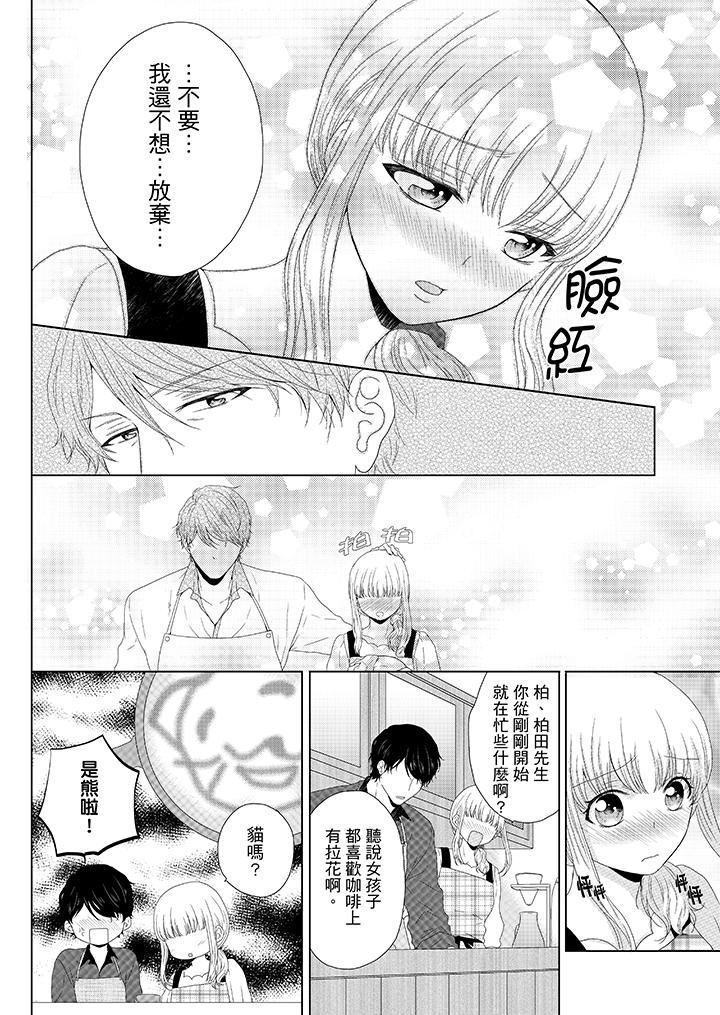 …不要…
我還不想…放棄…
臉紅
拍拍
怦怦
柏、柏田先生
你從剛剛開始
就在忙些什麼啊？
聽說女孩子
都喜歡咖啡上
有拉花啊。
貓嗎？
是熊啦！